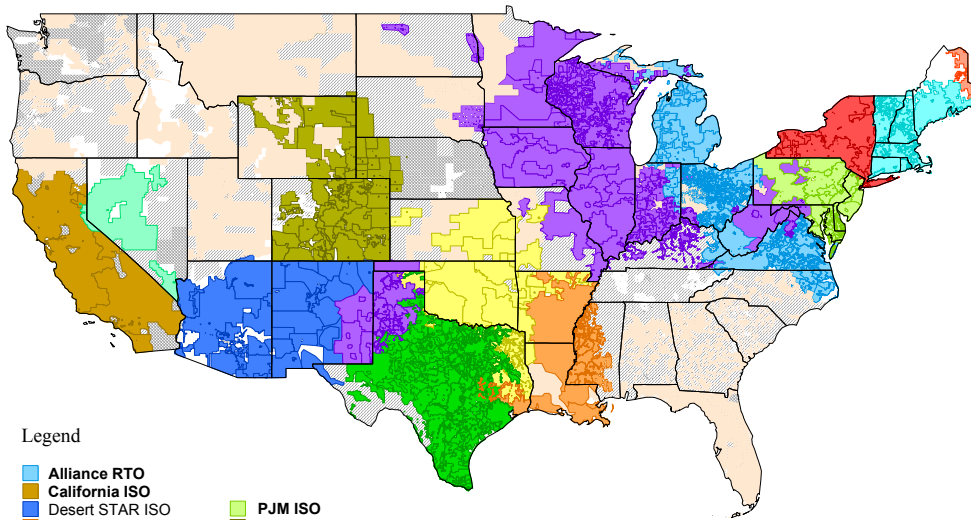 Legend
Alliance RTO
California ISO
Desert STAR ISO
PJM ISO